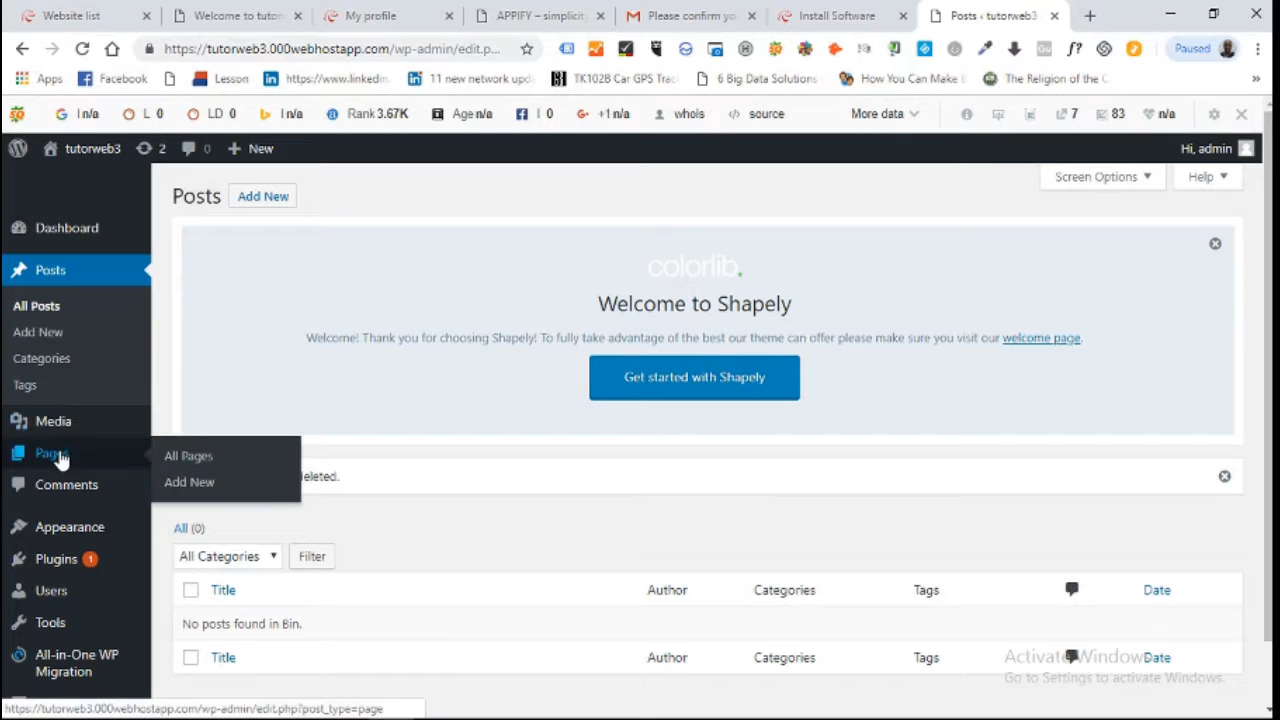 Website list
Welcome to tutor
My profile
APPIFY – simplicit
Please confirm yo
Install Software
Posts ‹ tutorweb3
https://tutorweb3.000webhostapp.com/wp-admin/edit.p...
Paused
Apps
Facebook
Lesson
https://www.linkedin.
11 new network upda
TK102B Car GPS Trac
6 Big Data Solutions
How You Can Make
The Religion of the C
I n/a
L 0
LD 0
I n/a
Rank 3.67K
Age n/a
I 0
+1 n/a
whois
source
More data
7
83
n/a
tutorweb3
2
0
New
Hi, admin
Screen Options
Help
Posts
Add New
Dashboard
Posts
All Posts
Add New
Categories
Tags
Media
Pages
Comments
Appearance
Plugins 1
Users
Tools
All-in-One WP
Migration
All Pages
Add New
colorlib.
Welcome to Shapely
Welcome! Thank you for choosing Shapely! To fully take advantage of the best our theme can offer please make sure you visit our welcome page.
Get started with Shapely
deleted.
All (0)
All Categories
Filter
Title
Author
Categories
Tags
Date
No posts found in Bin.
Title
Author
Categories
Tags
Date
Activate Windows
Go to Settings to activate Windows.
https://tutorweb3.000webhostapp.com/wp-admin/edit.php?post_type=page